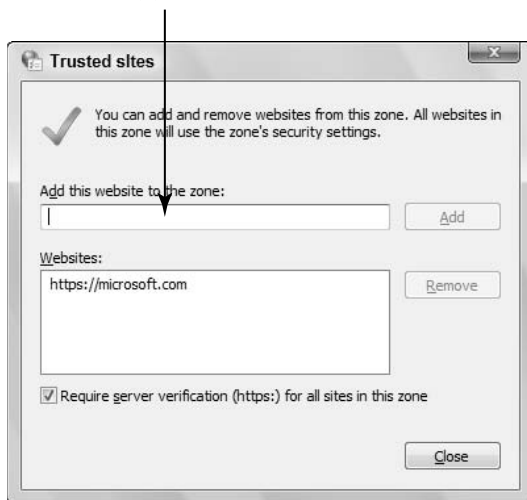 Trusted sItes
You can add and remove websites from this zone. All websites in
this zone will use the zone's security settings.
Add this website to the zone:
Add
Websites:
https://microsoft.com
Remove
Require server verification (https:) for all sites in this zone
Close